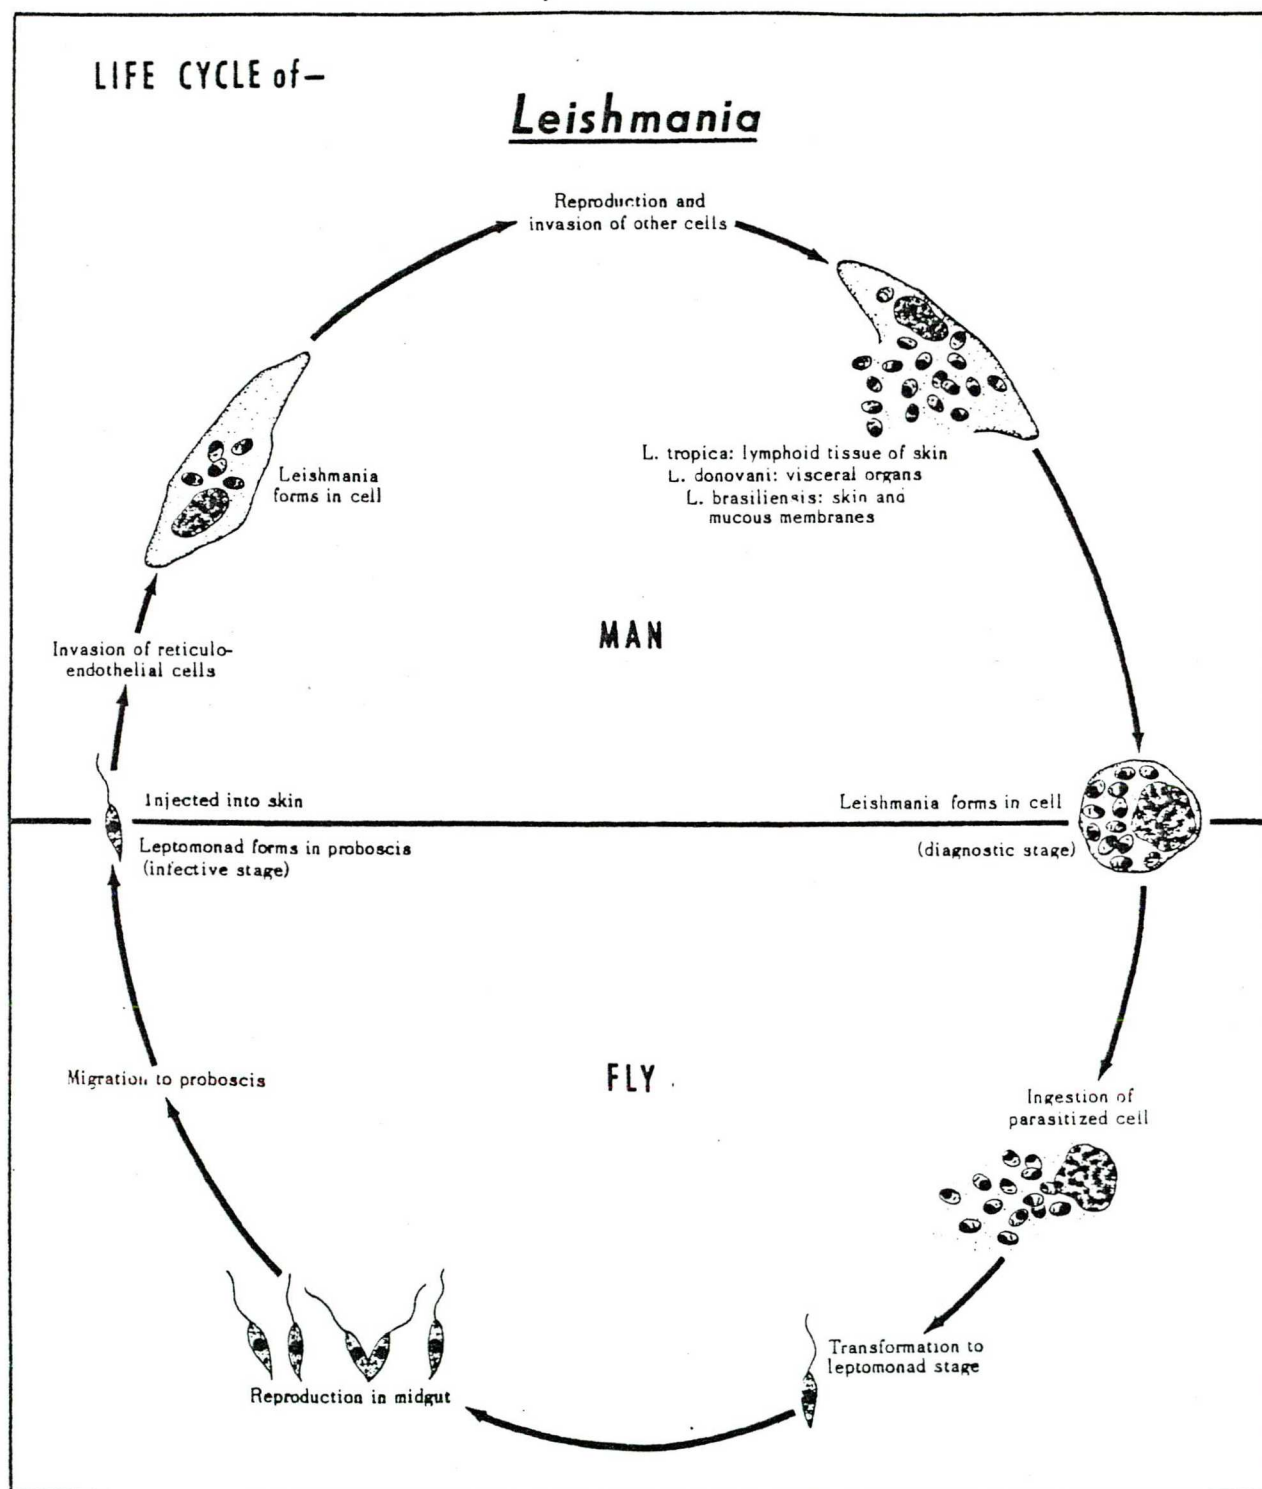 LIFE CYCLE of—
Leishmania
Reproduction and
invasion of other cells
L. tropica: lymphoid tissue of skin
L. donovani: visceral organs
L. brasiliensis: skin and
mucous membranes
Leishmania
forms in cell
MAN
Invasion of reticulo-
endothelial cells
Injected into skin
Leptomonad forms in proboscis
(infective stage)
Leishmania forms in cell
(diagnostic stage)
Migration to proboscis
FLY
Ingestion of
parasitized cell
Transformation to
leptomonad stage
Reproduction in midgut